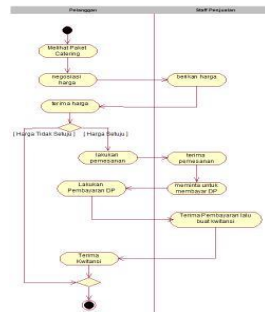 Pelanggan
Staff Penjualan
Melihat Paket
Catering
negosiasi
harga
berikan harga
terima harga
[ Harga Tidak Setuju ]
[ Harga Setuju ]
lakukan
pemesanan
terima
pemesanan
Lakukan
Pembayaran DP
meminta untuk
membayar DP
Terima Pembayaran lalu
buat kwitansi
Terima
Kwitansi